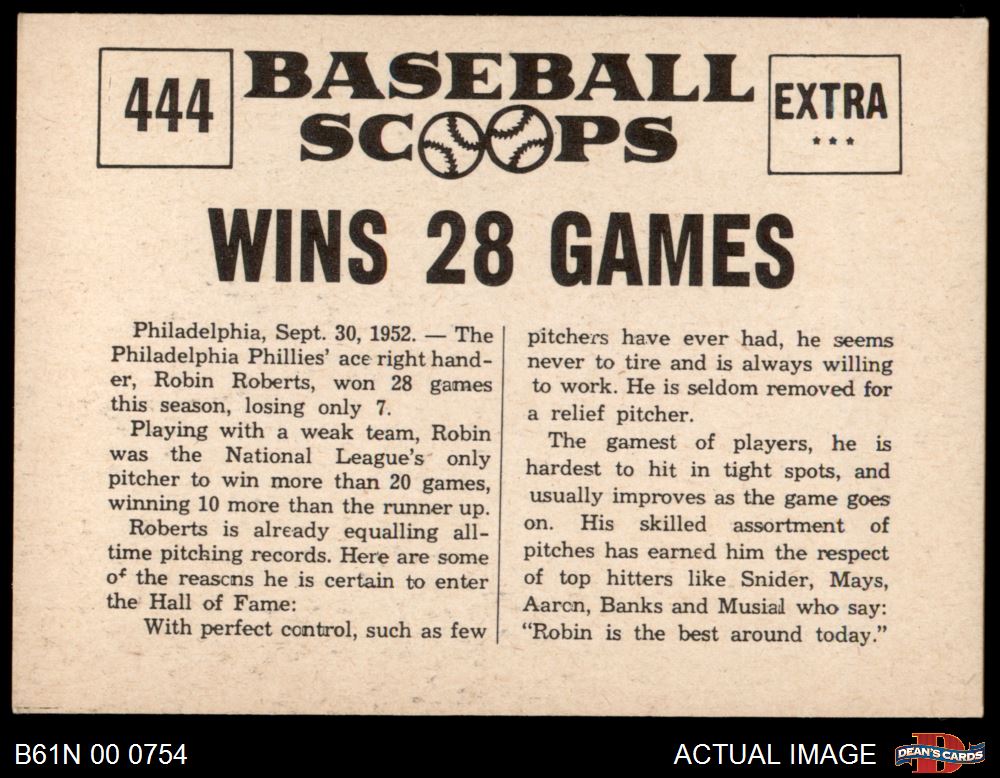 444
BASEBALL
SCOOPS
EXTRA
***
WINS 28 GAMES
Philadelphia, Sept. 30, 1952. — The
Philadelphia Phillies' ace right hand-
er, Robin Roberts, won 28 games
this season, losing only 7.
Playing with a weak team, Robin
was the National League's only
pitcher to win more than 20 games,
winning 10 more than the runner up.
Roberts is already equalling all-
time pitching records. Here are some
of the reasons he is certain to enter
the Hall of Fame:
With perfect control, such as few
pitchers have ever had, he seems
never to tire and is always willing
to work. He is seldom removed for
a relief pitcher.
The gamest of players, he is
hardest to hit in tight spots, and
usually improves as the game goes
on. His skilled assortment of
pitches has earned him the respect
of top hitters like Snider, Mays,
Aaron, Banks and Musial who say:
"Robin is the best around today."
B61N 00 0754
ACTUAL IMAGE
DEAN'S CARDS